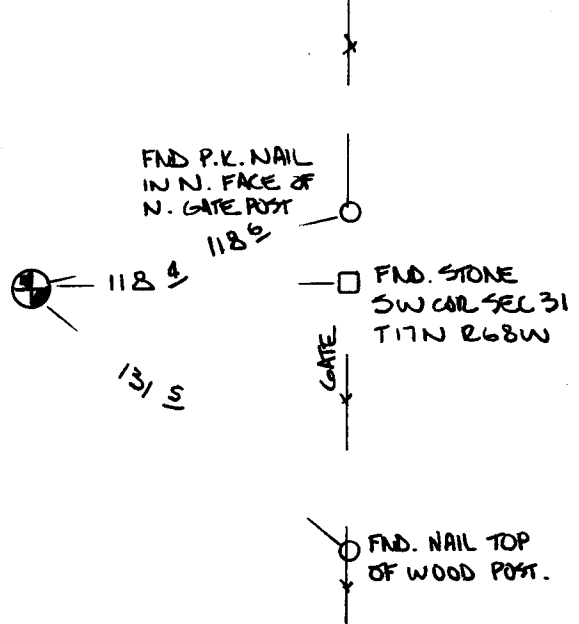 FND P.K. NAIL
IN N. FACE OF
N. GATE POST
118 6
118 4
FND. STONE
SW COR SEC 31
T17N R68W
GATE
131 5
FND. NAIL TOP
OF WOOD POST.